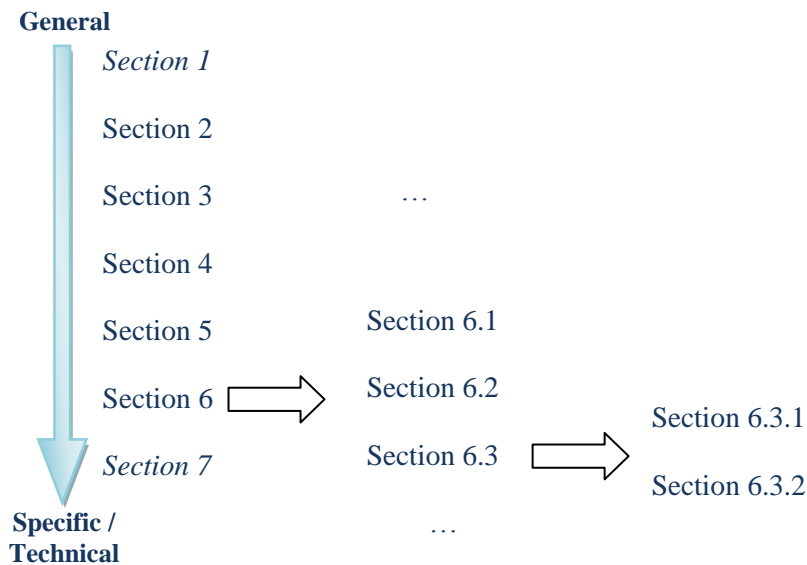 General
Section 1
Section 2
Section 3
…
Section 4
Section 5
Section 6.1
Section 6
Section 6.2
Section 6.3.1
Section 7
Section 6.3
Section 6.3.2
Specific /
Technical
…